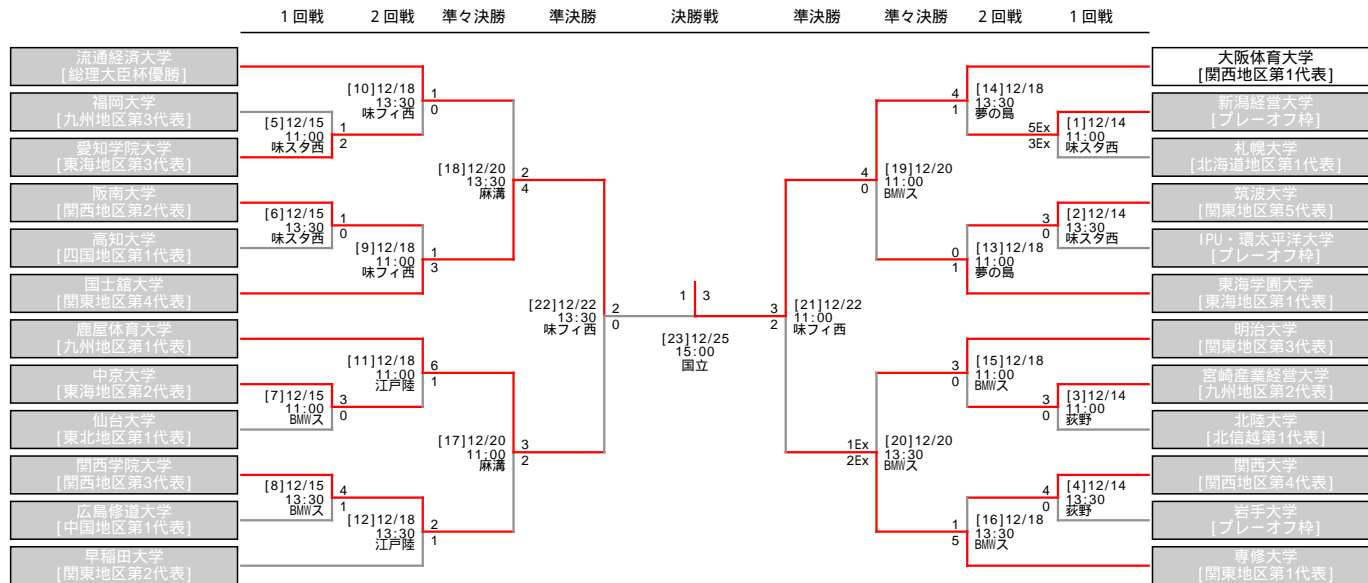 1回戦 2回戦 準々決勝 準決勝 決勝戦 準決勝 準々決勝 2回戦 1回戦
流通経済大学
[総理大臣杯優勝]
福岡大学
[九州地区第3代表]
愛知学院大学
[東海地区第3代表]
阪南大学
[関西地区第2代表]
高知大学
[四国地区第1代表]
国士舘大学
[関東地区第4代表]
鹿屋体育大学
[九州地区第1代表]
中京大学
[東海地区第2代表]
仙台大学
[東北地区第1代表]
関西学院大学
[関西地区第3代表]
広島修道大学
[中国地区第1代表]
早稲田大学
[関東地区第2代表]
[5]12/15
11:00
味スタ西
1
2
[6]12/15
13:30
味スタ西
1
0
[7]12/15
11:00
BMWス
3
0
[8]12/15
13:30
BMWス
4
1
[10]12/18
13:30
味フィ西
1
0
[9]12/18
11:00
味フィ西
1
3
[11]12/18
11:00
江戸陸
6
1
[12]12/18
13:30
江戸陸
2
1
[18]12/20
13:30
麻溝
2
4
[17]12/20
11:00
麻溝
3
2
[22]12/22
13:30
味フィ西
2
0
1 3
[23]12/25
15:00
国立
3
2
[21]12/22
11:00
味フィ西
4
0
[19]12/20
11:00
BMWス
1Ex
2Ex
[20]12/20
13:30
BMWス
4
1
[14]12/18
13:30
夢の島
0
1
[13]12/18
11:00
夢の島
3
0
[15]12/18
11:00
BMWス
1
5
[16]12/18
13:30
BMWス
5Ex
3Ex
[1]12/14
11:00
味スタ西
3
0
[2]12/14
13:30
味スタ西
3
0
[3]12/14
11:00
荻野
4
0
[4]12/14
13:30
荻野
大阪体育大学
[関西地区第1代表]
新潟経営大学
[プレーオフ枠]
札幌大学
[北海道地区第1代表]
筑波大学
[関東地区第5代表]
IPU・環太平洋大学
[プレーオフ枠]
東海学園大学
[東海地区第1代表]
明治大学
[関東地区第3代表]
宮崎産業経営大学
[九州地区第2代表]
北陸大学
[北信越第1代表]
関西大学
[関西地区第4代表]
岩手大学
[プレーオフ枠]
専修大学
[関東地区第1代表]